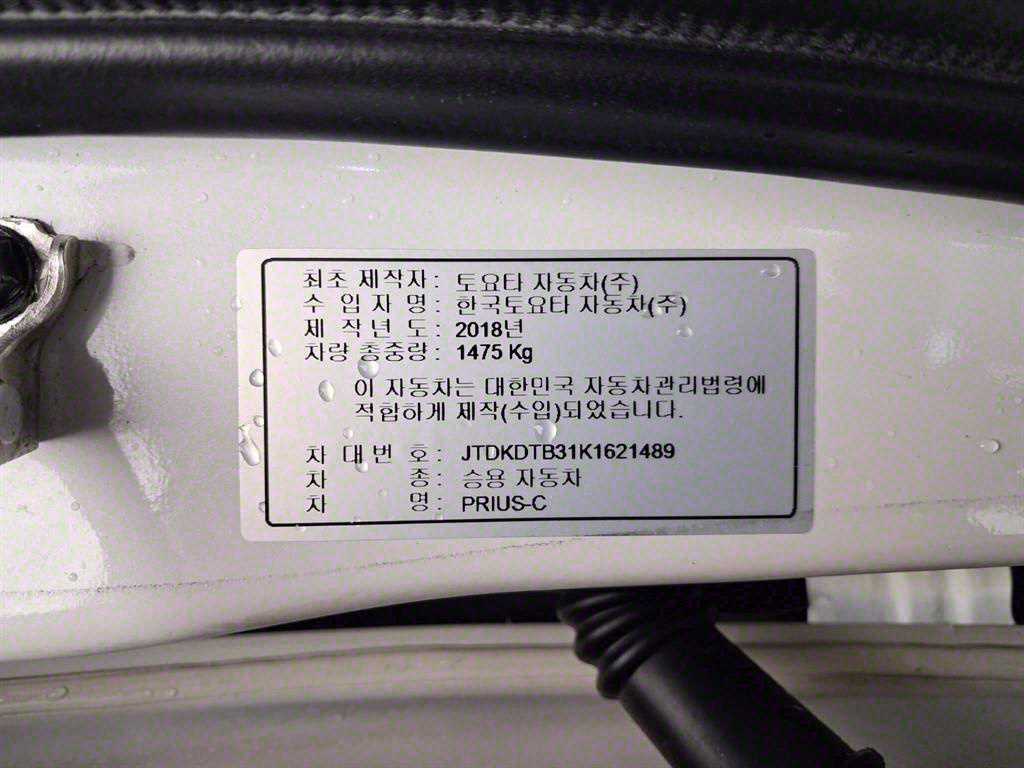 최초 제작자: 토요타 자동차(주)
수 입 자 명: 한국토요타 자동차(주)
제 작 년 도: 2018년
차량 총중량: 1475 Kg
이 자동차는 대한민국 자동차관리법령에
적합하게 제작(수입)되었습니다.
차 대 번 호: JTDKDTB31K1621489
차 종: 승용 자동차
차 명: PRIUS-C